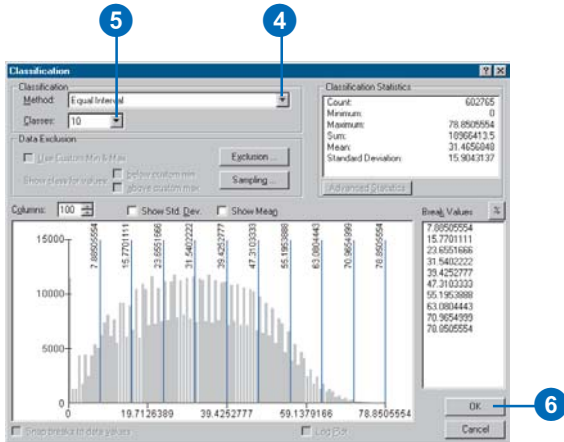 5 4
Classification
Classification
Method: Equal Interval
Classes: 10
Classification Statistics
Count: 602765
Minimum: 0
Maximum: 78.8505554
Sum: 18966413.5
Mean: 31.4656848
Standard Deviation: 15.9043137
Advanced Statistics
Data Exclusion
Use Custom Min & Max
Show class for values:
below custom min
above custom max
Exclusion ...
Sampling ...
Columns: 100
Show Std. Dev.
Show Mean
Break Values %
7.88505554
15.7701111
23.6551666
31.5402222
39.4252777
47.3103333
55.1953888
63.0804443
70.9654999
78.8505554
15000
10000
5000
0
7.88505554
15.7701111
23.6551666
31.5402222
39.4252777
47.3103333
55.1953888
63.0804443
70.9654999
78.8505554
0 19.7126389 39.4252777 59.1379166 78.8505554
Snap breaks to data values
Log Plot
OK
6
Cancel